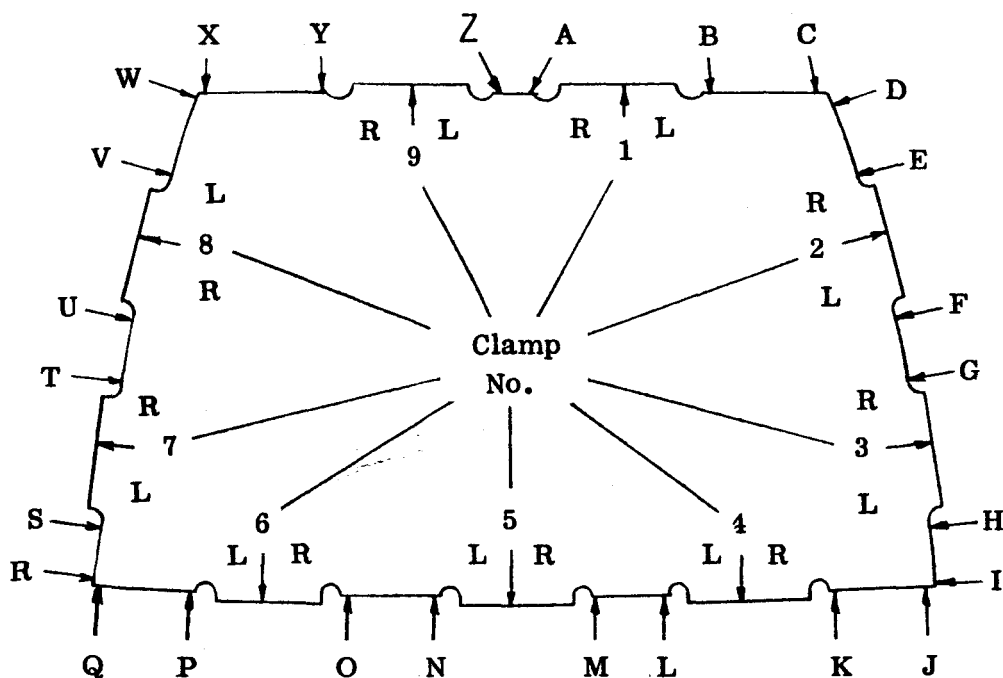 X Y Z A B C
W D
R L R L
9 1
V E
L R
8 2
R L
U F
Clamp
T G
No.
R R
7 3
L L
S 6 5 4 H
L R L R L R
R I
Q P O N M L K J